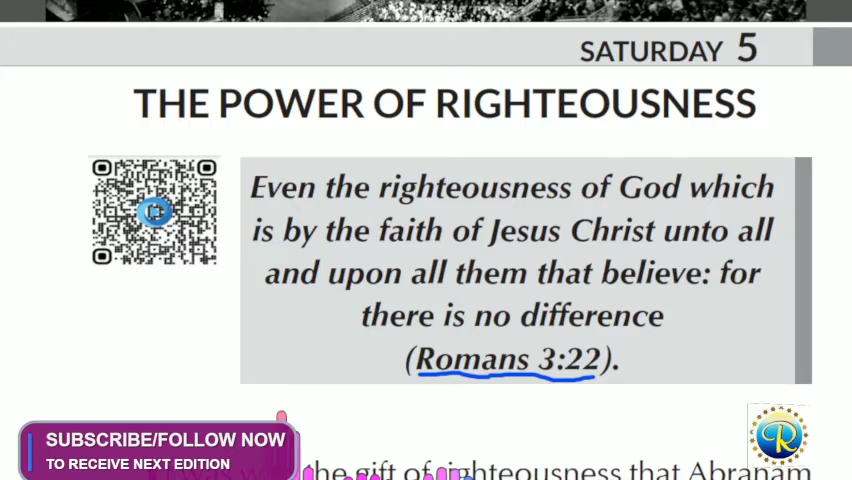 SATURDAY 5
THE POWER OF RIGHTEOUSNESS
Even the righteousness of God which
is by the faith of Jesus Christ unto all
and upon all them that believe: for
there is no difference
(Romans 3:22).
SUBSCRIBE/FOLLOW NOW
TO RECEIVE NEXT EDITION
the gift of righteousness that
R